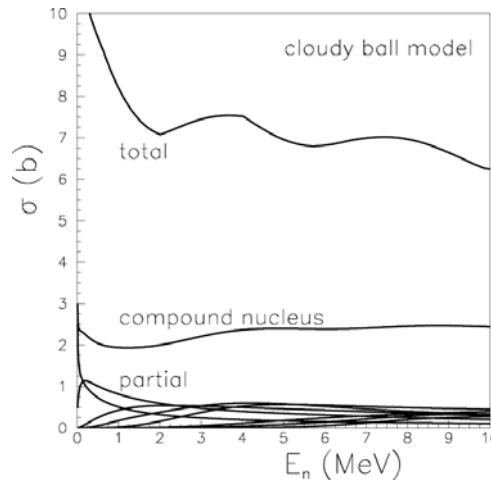 cloudy ball model
10
9
8
7
6
5
4
3
2
1
0
σ (b)
total
compound nucleus
partial
0 1 2 3 4 5 6 7 8 9 10
E_n (MeV)